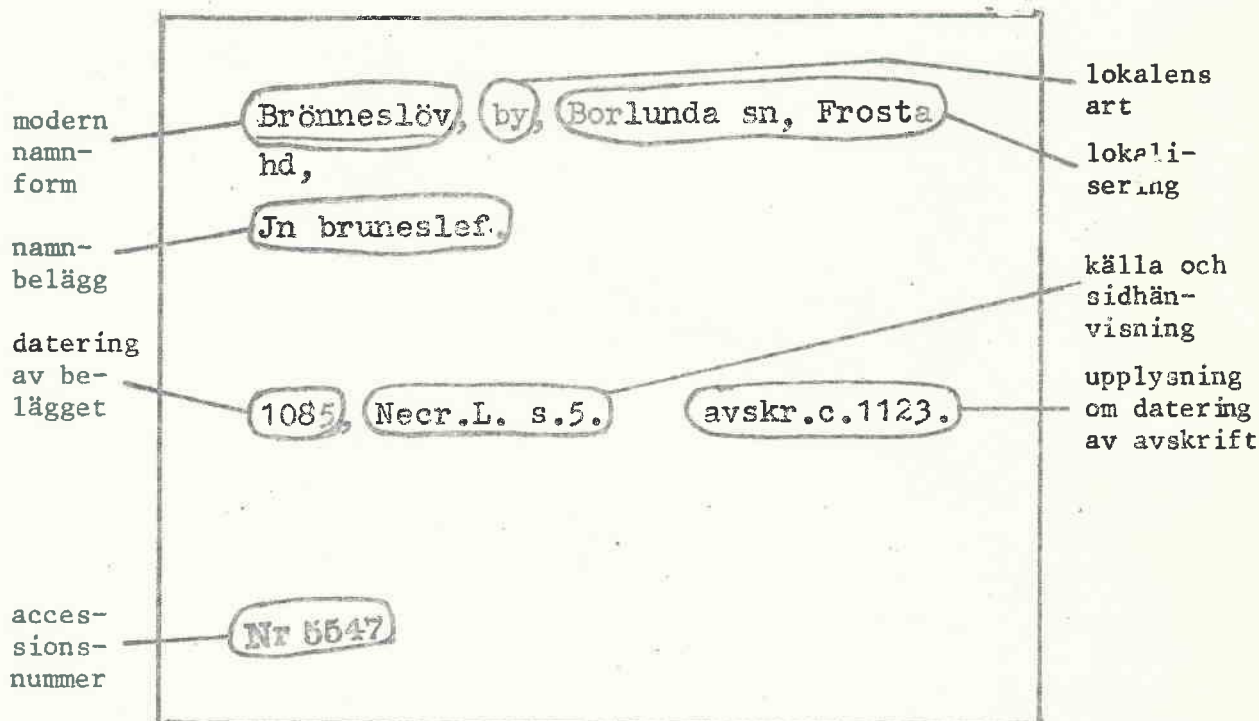 modern
namn-
form
namn-
belägg
datering
av be-
lägget
acces-
sions-
nummer
Brönneslöv, by, Borlunda sn, Frosta
hd,
Jn bruneslef.
1085, Necr.L. s.5. avskr.c.1123.
Nr 5547
lokalens
art
lokali-
sering
källa och
sidhän-
visning
upplysning
om datering
av avskrift